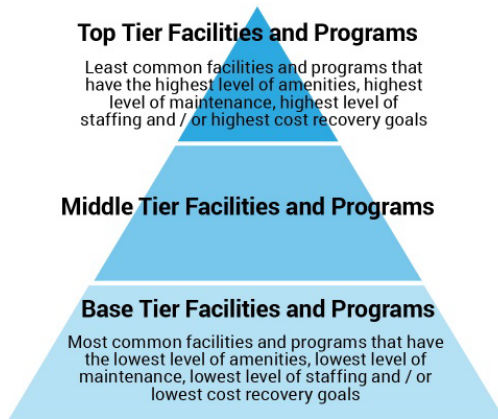 Top Tier Facilities and Programs
Least common facilities and programs that
have the highest level of amenities, highest
level of maintenance, highest level of
staffing and / or highest cost recovery goals
Middle Tier Facilities and Programs
Base Tier Facilities and Programs
Most common facilities and programs that have
the lowest level of amenities, lowest level of
maintenance, lowest level of staffing and / or
lowest cost recovery goals